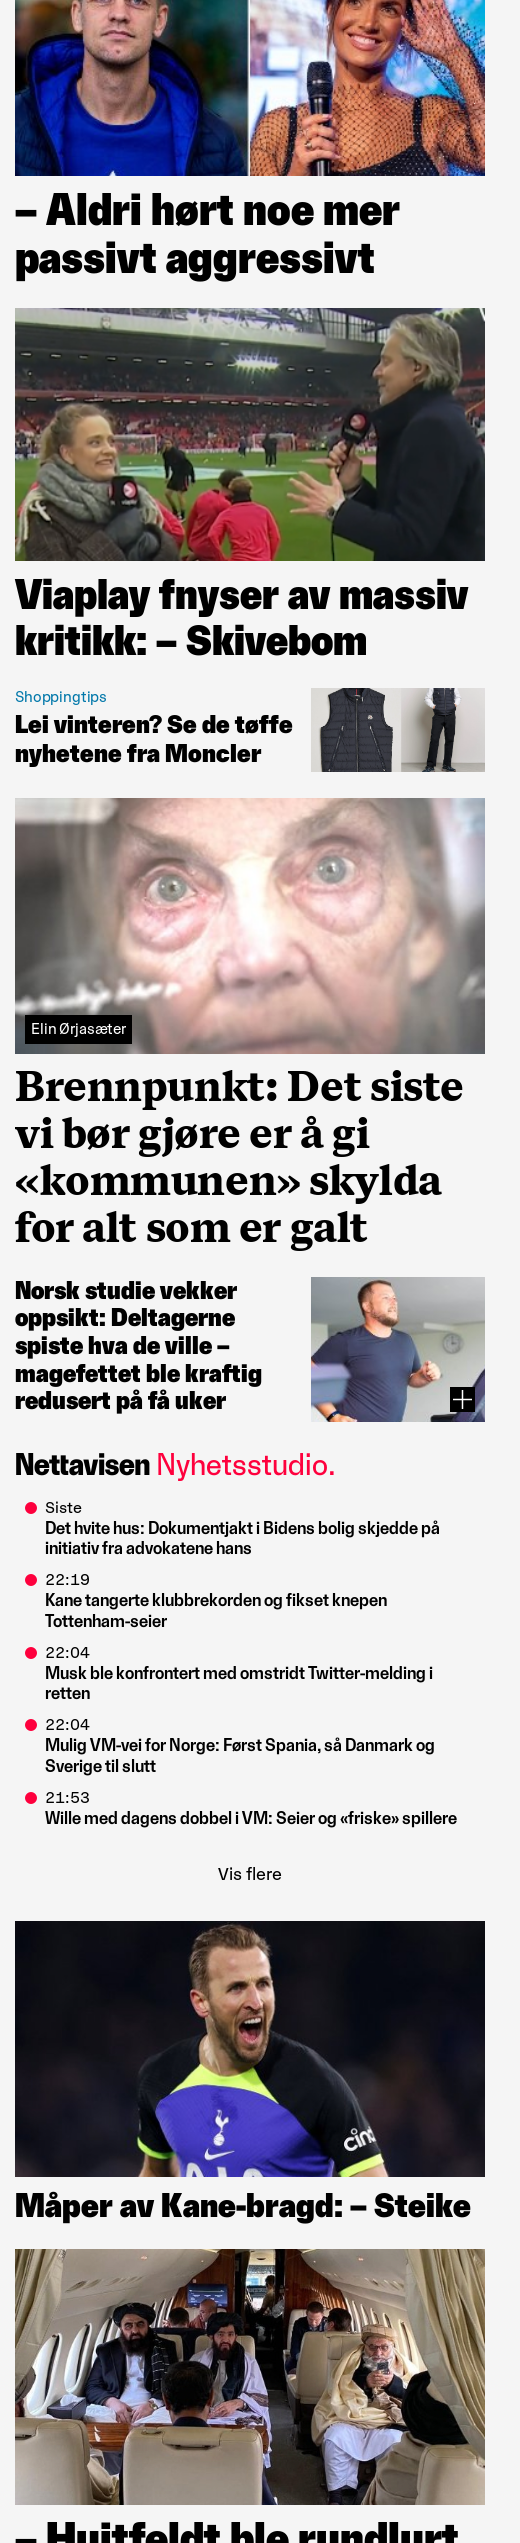 – Aldri hørt noe mer
passivt aggressivt
Viaplay fnyser av massiv
kritikk: – Skivebom
Shoppingtips
Lei vinteren? Se de tøffe
nyhetene fra Moncler
Elin Ørjasæter
Brennpunkt: Det siste
vi bør gjøre er å gi
«kommunen» skylda
for alt som er galt
Norsk studie vekker
oppsikt: Deltagerne
spiste hva de ville –
magefettet ble kraftig
redusert på få uker
Nettavisen Nyhetsstudio.
Siste
Det hvite hus: Dokumentjakt i Bidens bolig skjedde på
initiativ fra advokatene hans
22:19
Kane tangerte klubbrekorden og fikset knepen
Tottenham-seier
22:04
Musk ble konfrontert med omstridt Twitter-melding i
retten
22:04
Mulig VM-vei for Norge: Først Spania, så Danmark og
Sverige til slutt
21:53
Wille med dagens dobbel i VM: Seier og «friske» spillere
Vis flere
cinc
AIA
Måper av Kane-bragd: – Steike
– Huitfeldt ble rundlurt